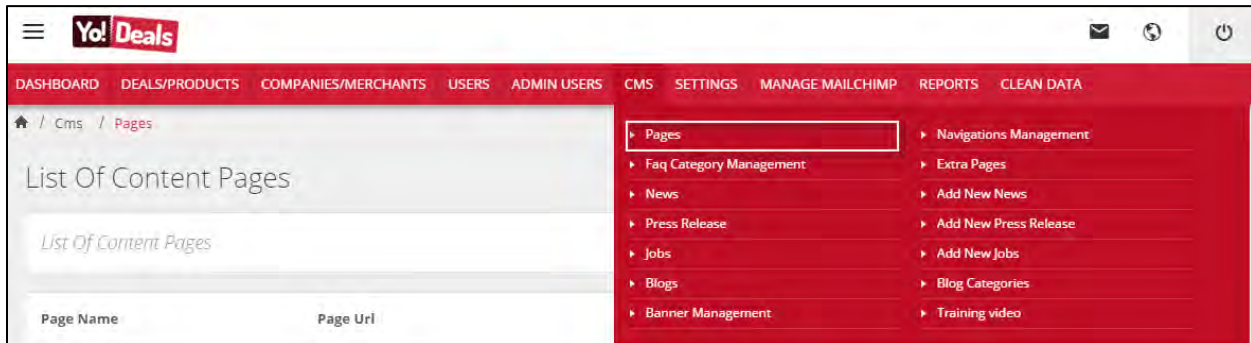 Yo! Deals
DASHBOARD DEALS/PRODUCTS COMPANIES/MERCHANTS USERS ADMIN USERS CMS SETTINGS MANAGE MAILCHIMP REPORTS CLEAN DATA
/ Cms / Pages
List Of Content Pages
List Of Content Pages
Page Name Page Url
Pages Navigations Management
Faq Category Management Extra Pages
News Add New News
Press Release Add New Press Release
Jobs Add New Jobs
Blogs Blog Categories
Banner Management Training video